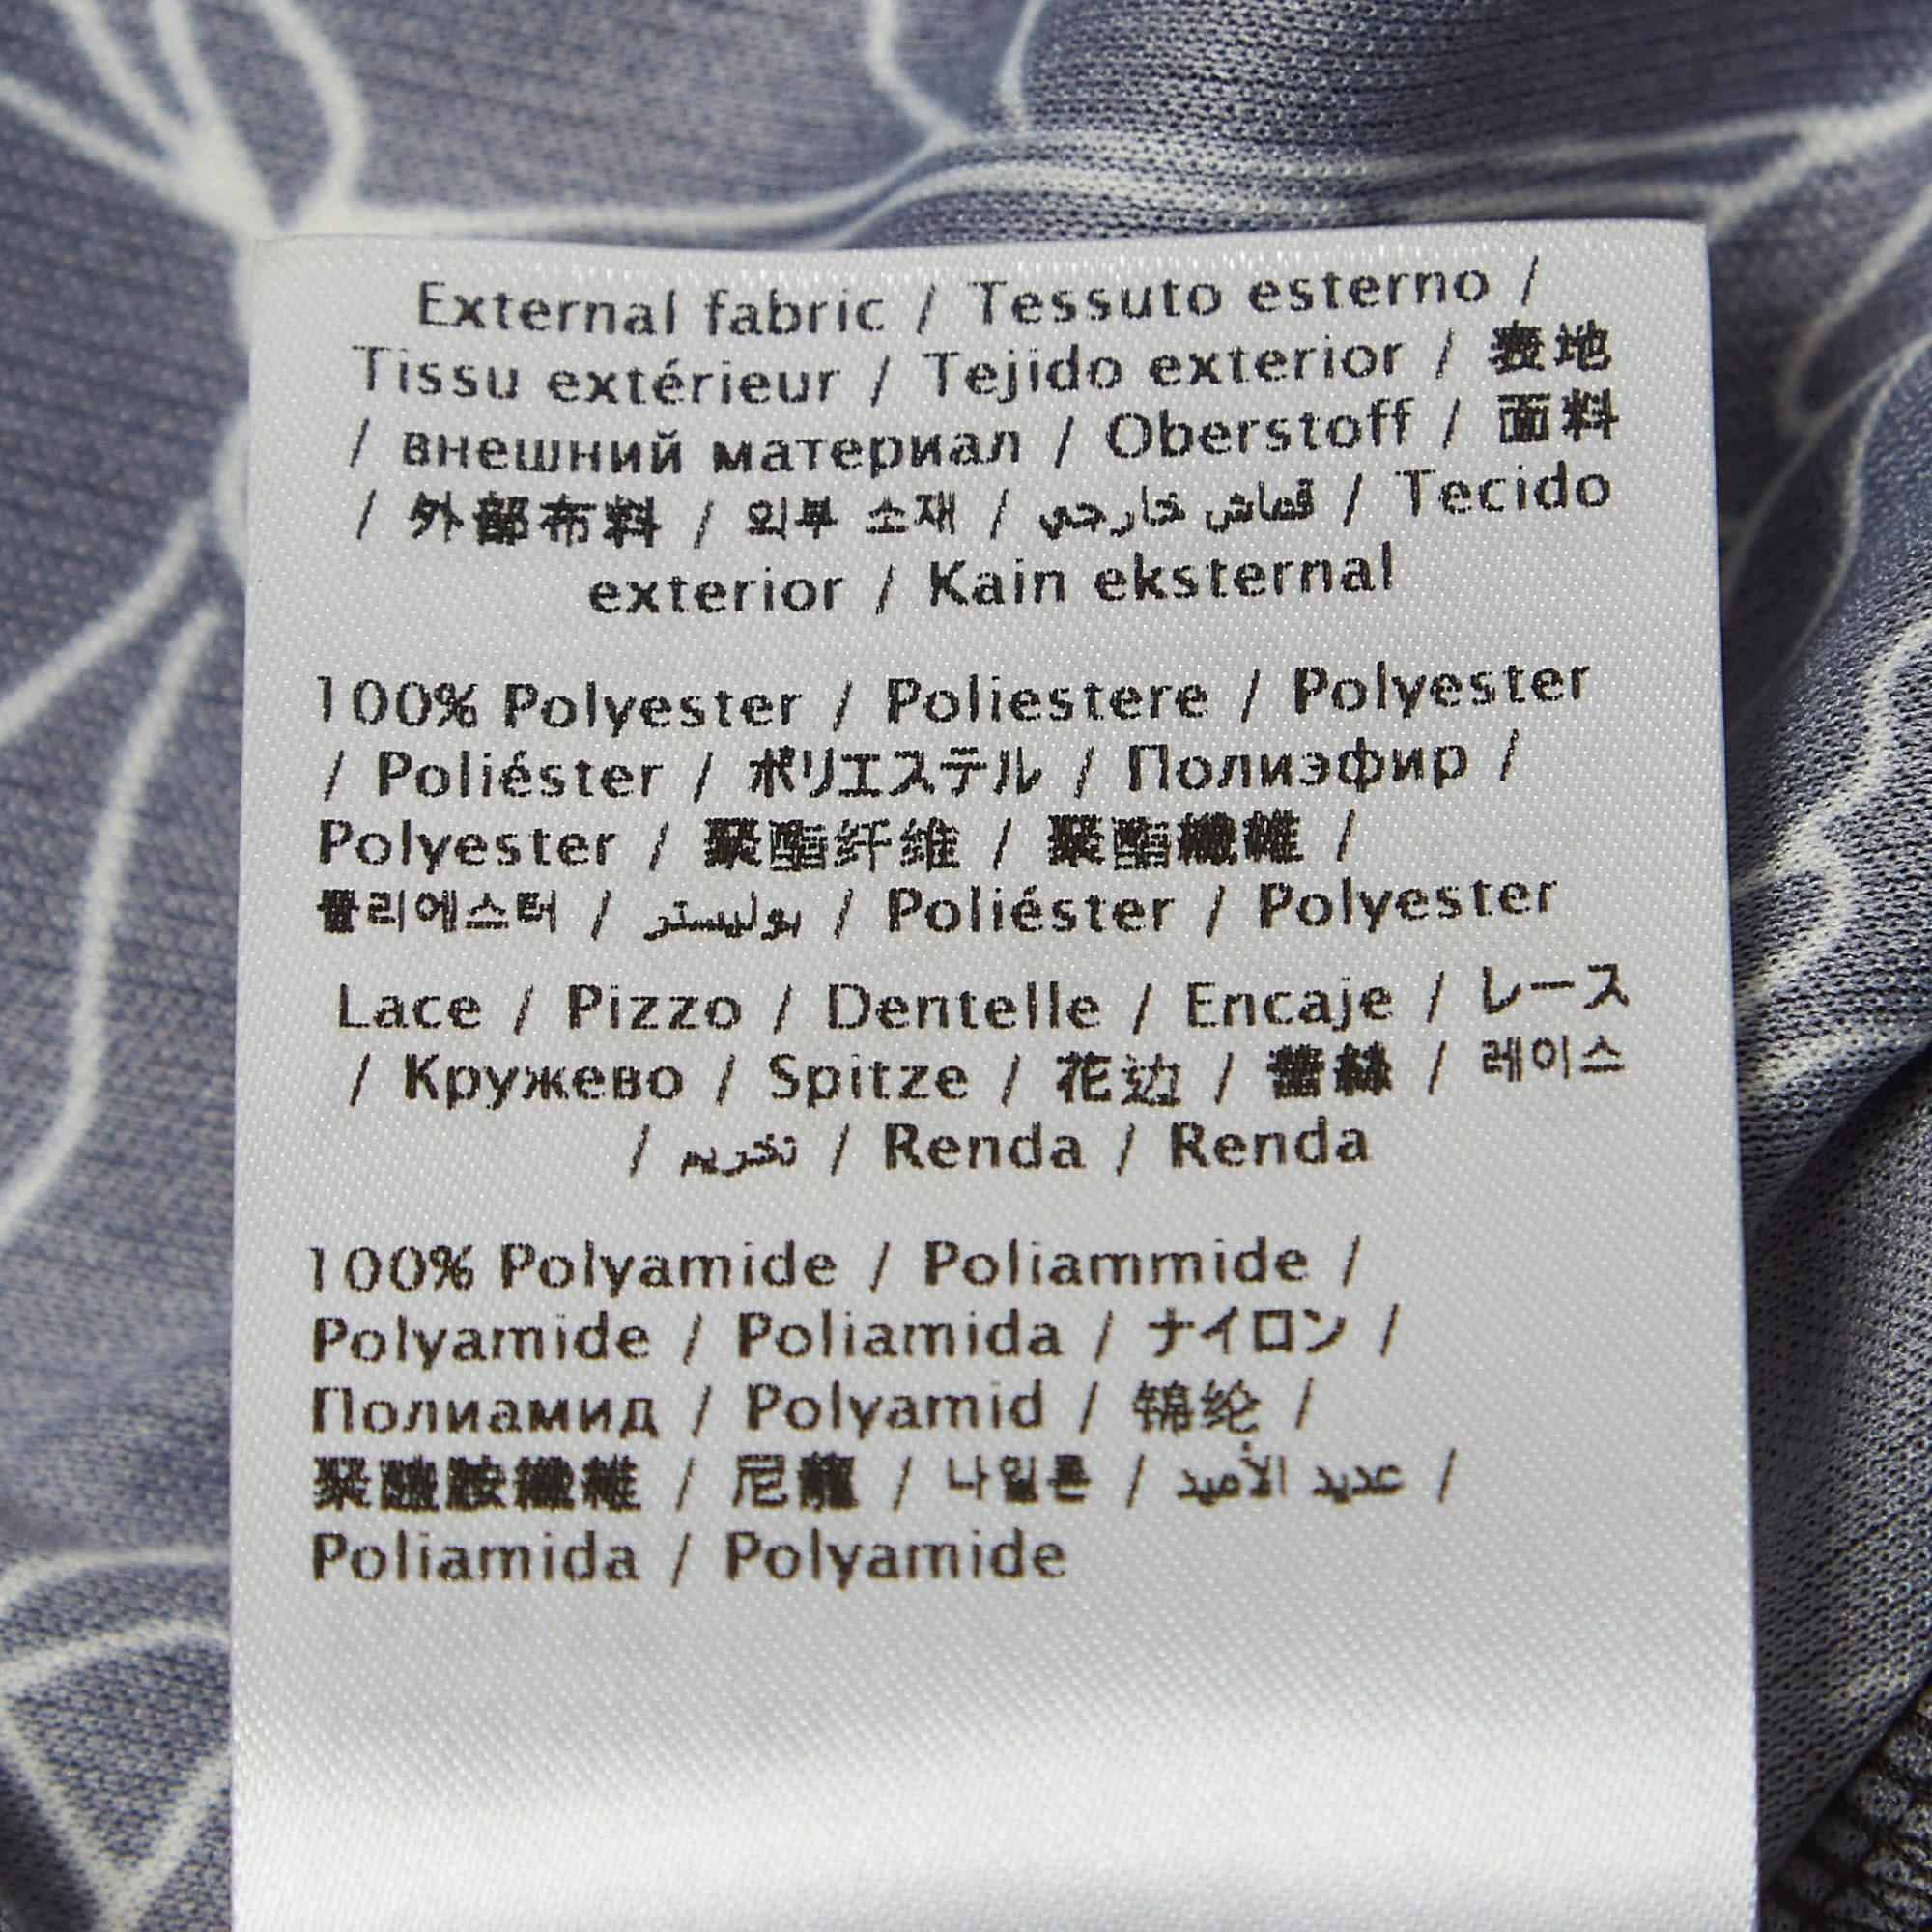 External fabric / Tessuto esterno /
Tissu extérieur / Tejido exterior / 表地
/ внешний материал / Oberstoff / 面料
/ 外部布料 / 외부 소재 / قماش خارجي / Tecido
exterior / Kain eksternal
100% Polyester / Poliestere / Polyester
/ Poliéster / ポリエステル / Полиэфир /
Polyester / 聚酯纤维 / 聚酯纖維 /
폴리에스터 / بوليستر / Poliéster / Polyester
Lace / Pizzo / Dentelle / Encaje / レース
/ Кружево / Spitze / 花边 / 蕾絲 / 레이스
/ تخريم / Renda / Renda
100% Polyamide / Poliammide /
Polyamide / Poliamida / ナイロン /
Полиамид / Polyamid / 锦纶 /
聚醯胺纖維 / 尼龍 / 나일론 / عديد الأميد /
Poliamida / Polyamide